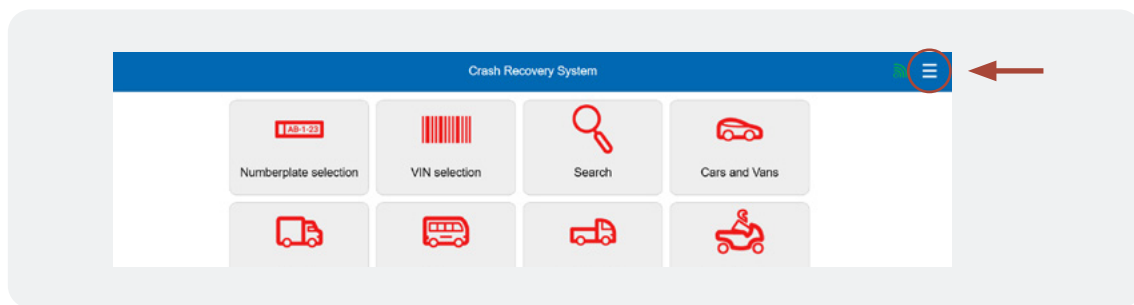 Crash Recovery System
AB-1-23
Numberplate selection
VIN selection
Search
Cars and Vans